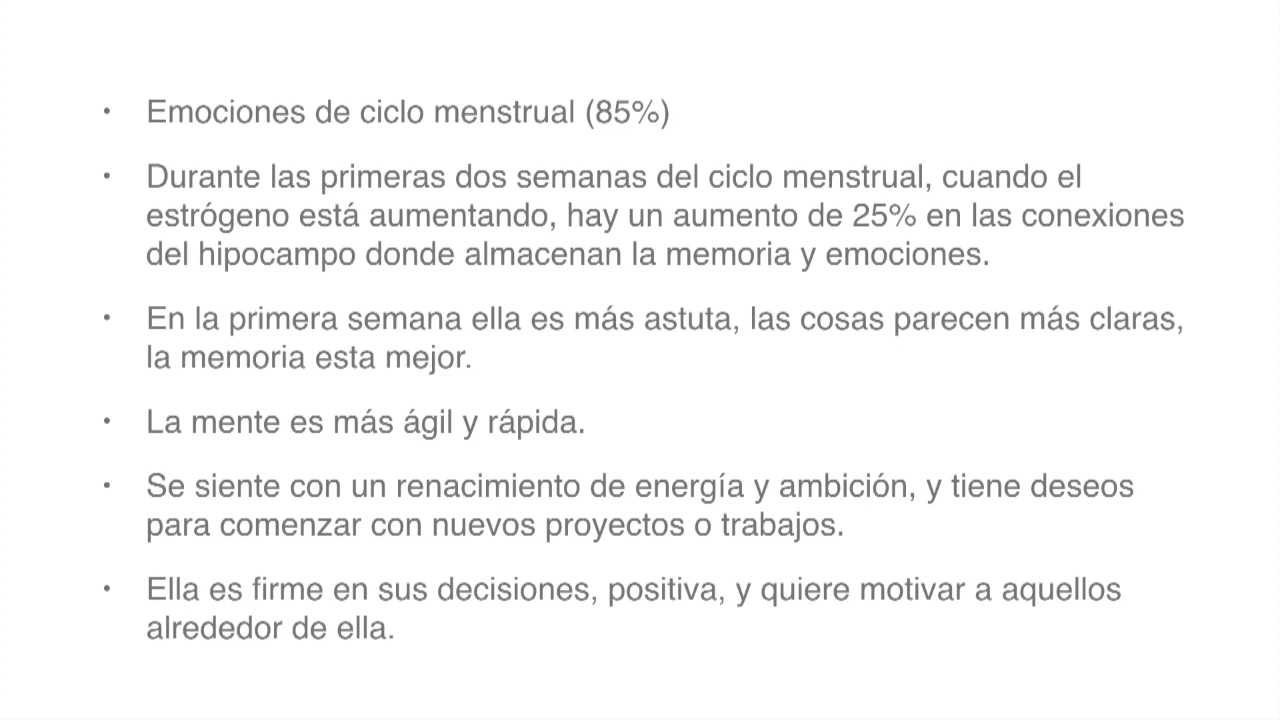 • Emociones de ciclo menstrual (85%)
• Durante las primeras dos semanas del ciclo menstrual, cuando el
estrógeno está aumentando, hay un aumento de 25% en las conexiones
del hipocampo donde almacenan la memoria y emociones.
• En la primera semana ella es más astuta, las cosas parecen más claras,
la memoria esta mejor.
• La mente es más ágil y rápida.
• Se siente con un renacimiento de energía y ambición, y tiene deseos
para comenzar con nuevos proyectos o trabajos.
• Ella es firme en sus decisiones, positiva, y quiere motivar a aquellos
alrededor de ella.